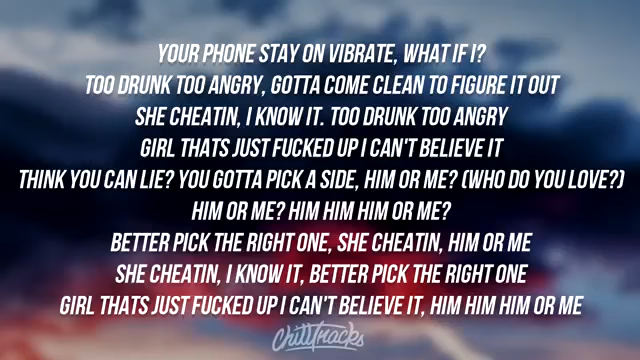 YOUR PHONE STAY ON VIBRATE, WHAT IF I?
TOO DRUNK TOO ANGRY, GOTTA COME CLEAN TO FIGURE IT OUT
SHE CHEATIN, I KNOW IT. TOO DRUNK TOO ANGRY
GIRL THATS JUST FUCKED UP I CAN'T BELIEVE IT
THINK YOU CAN LIE? YOU GOTTA PICK A SIDE, HIM OR ME? (WHO DO YOU LOVE?)
HIM OR ME? HIM HIM HIM OR ME?
BETTER PICK THE RIGHT ONE, SHE CHEATIN, HIM OR ME
SHE CHEATIN, I KNOW IT, BETTER PICK THE RIGHT ONE
GIRL THATS JUST FUCKED UP I CAN'T BELIEVE IT, HIM HIM HIM OR ME
ChillTracks